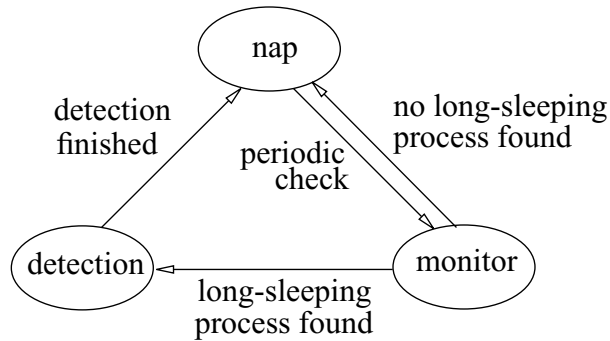 nap
detection
finished
no long-sleeping
process found
periodic
check
detection
monitor
long-sleeping
process found